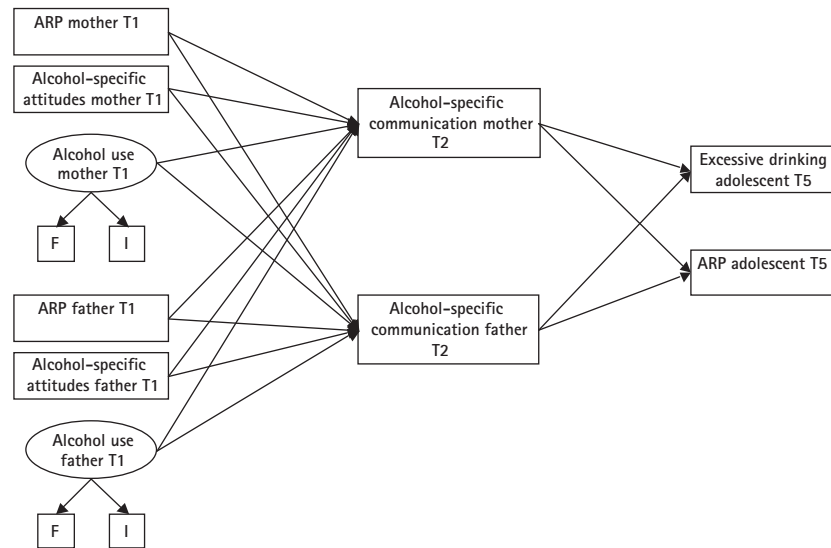 ARP mother T1
Alcohol-specific
attitudes mother T1
Alcohol use
mother T1
F
I
ARP father T1
Alcohol-specific
attitudes father T1
Alcohol use
father T1
F
I
Alcohol-specific
communication mother
T2
Alcohol-specific
communication father
T2
Excessive drinking
adolescent T5
ARP adolescent T5